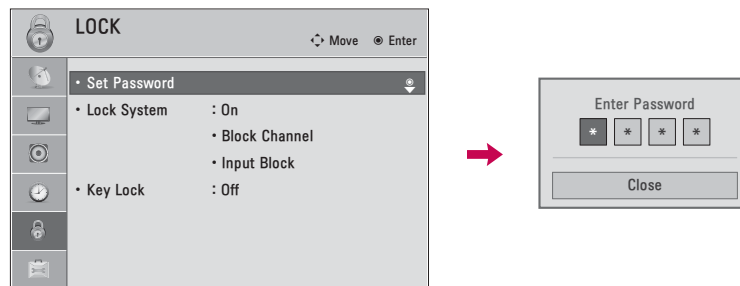 LOCK
Move Enter
• Set Password
• Lock System : On
• Block Channel
• Input Block
• Key Lock : Off
Enter Password
* * * *
Close